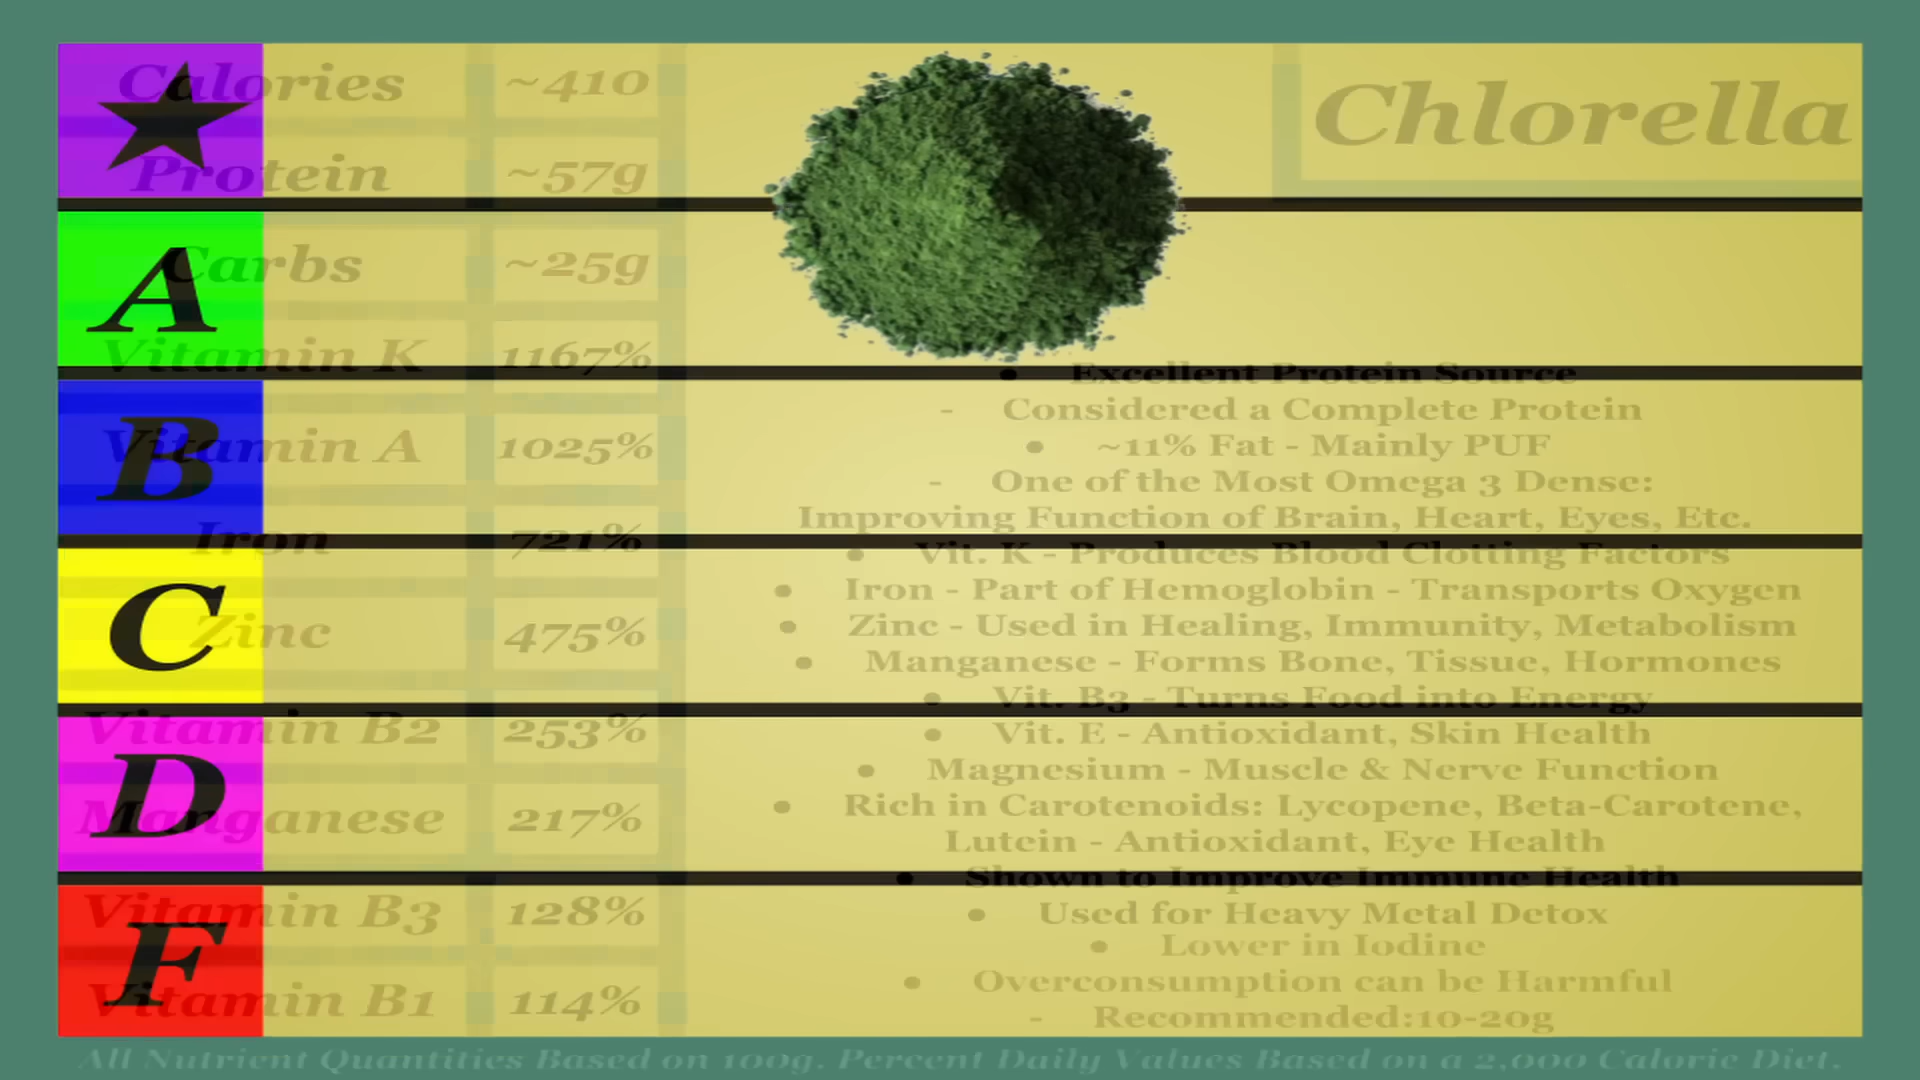 Calories ~410
Protein ~57g
Carbs ~25g
Vitamin K 1167%
Vitamin A 1025%
Iron 721%
Zinc 475%
Vitamin B2 253%
Manganese 217%
Vitamin B3 128%
Vitamin B1 114%
A
B
C
D
F
Chlorella
• Excellent Protein Source
- Considered a Complete Protein
• ~11% Fat - Mainly PUF
- One of the Most Omega 3 Dense:
Improving Function of Brain, Heart, Eyes, Etc.
• Vit. K - Produces Blood Clotting Factors
• Iron - Part of Hemoglobin - Transports Oxygen
• Zinc - Used in Healing, Immunity, Metabolism
• Manganese - Forms Bone, Tissue, Hormones
• Vit. B3 - Turns Food into Energy
• Vit. E - Antioxidant, Skin Health
• Magnesium - Muscle & Nerve Function
• Rich in Carotenoids: Lycopene, Beta-Carotene,
Lutein - Antioxidant, Eye Health
• Shown to Improve Immune Health
• Used for Heavy Metal Detox
• Lower in Iodine
• Overconsumption can be Harmful
- Recommended:10-20g
All Nutrient Quantities Based on 100g. Percent Daily Values Based on a 2,000 Calorie Diet.